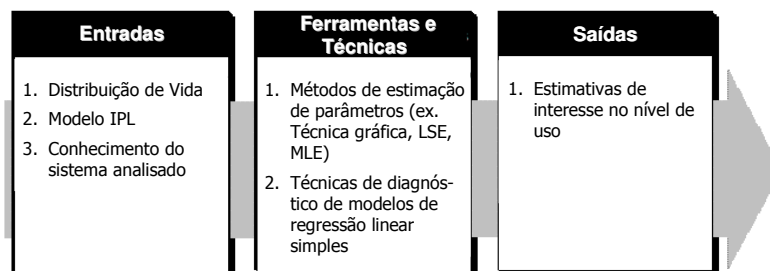 Entradas
1. Distribuição de Vida
2. Modelo IPL
3. Conhecimento do
sistema analisado
Ferramentas e
Técnicas
1. Métodos de estimação
de parâmetros (ex.
Técnica gráfica, LSE,
MLE)
2. Técnicas de diagnós-
tico de modelos de
regressão linear
simples
Saídas
1. Estimativas de
interesse no nível de
uso